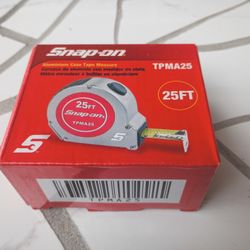 Snap-on
Aluminium Case Tape Measure
TPMA25
25FT
25FT
Snap-on
TPMA25
S
TPMA25